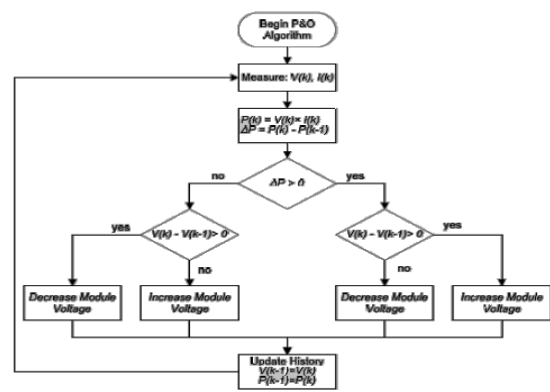 Begin P&O
Algorithm
Measure: V(k), I(k)
P(k) = V(k)× I(k)
ΔP = P(k) - P(k-1)
ΔP > 0
no
yes
V(k) - V(k-1)> 0
yes
no
V(k) - V(k-1)> 0
yes
no
Decrease Module
Voltage
Increase Module
Voltage
Decrease Module
Voltage
Increase Module
Voltage
Update History
V(k-1)=V(k)
P(k-1)=P(k)